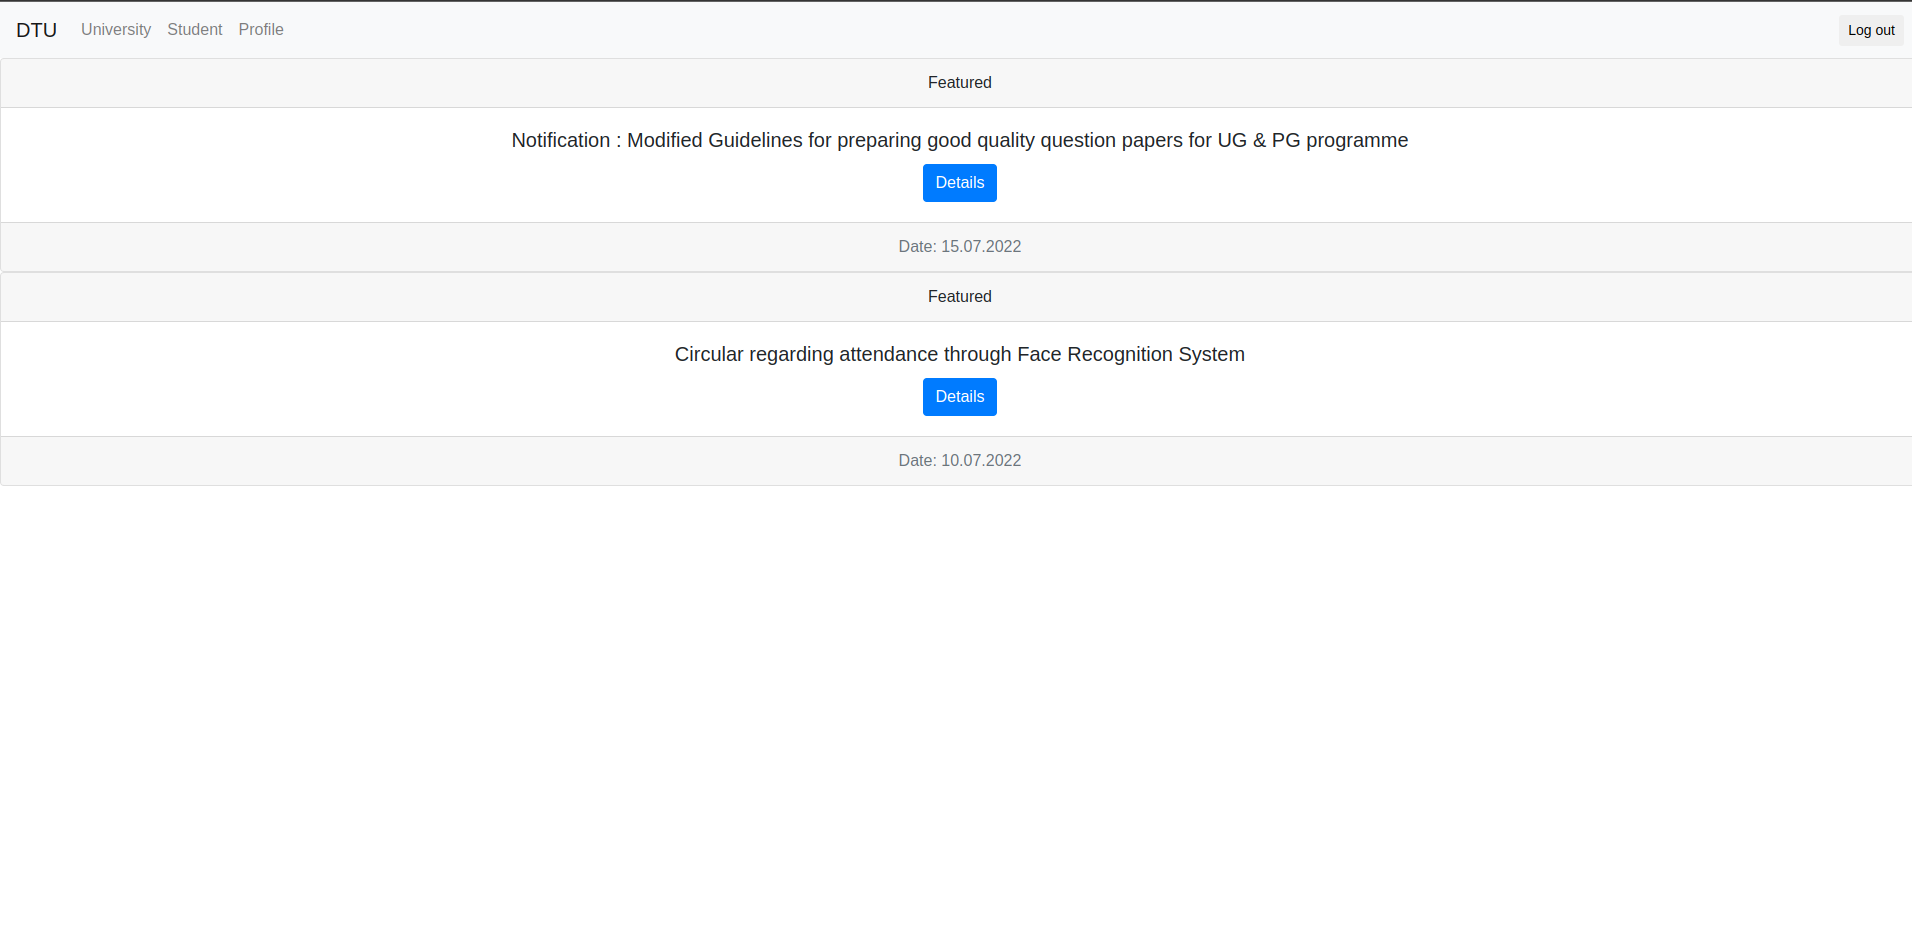 DTU University Student Profile Log out
Featured
Notification : Modified Guidelines for preparing good quality question papers for UG & PG programme
Details
Date: 15.07.2022
Featured
Circular regarding attendance through Face Recognition System
Details
Date: 10.07.2022